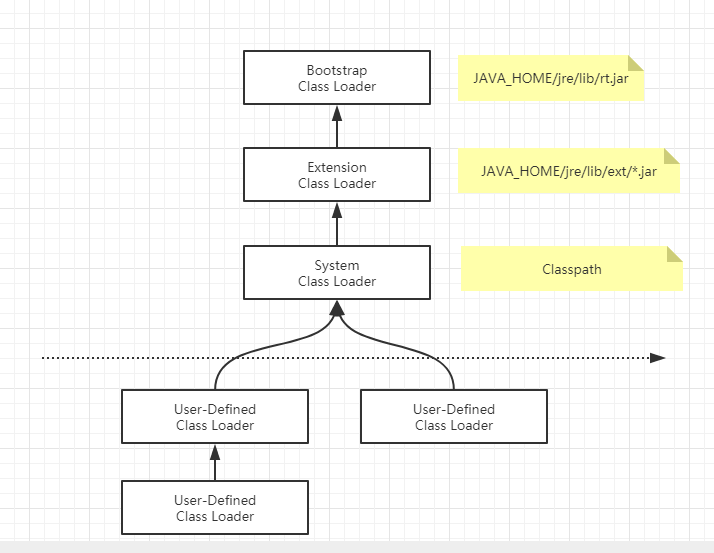 Bootstrap
Class Loader
JAVA_HOME/jre/lib/rt.jar
Extension
Class Loader
JAVA_HOME/jre/lib/ext/*.jar
System
Class Loader
Classpath
User-Defined
Class Loader
User-Defined
Class Loader
User-Defined
Class Loader